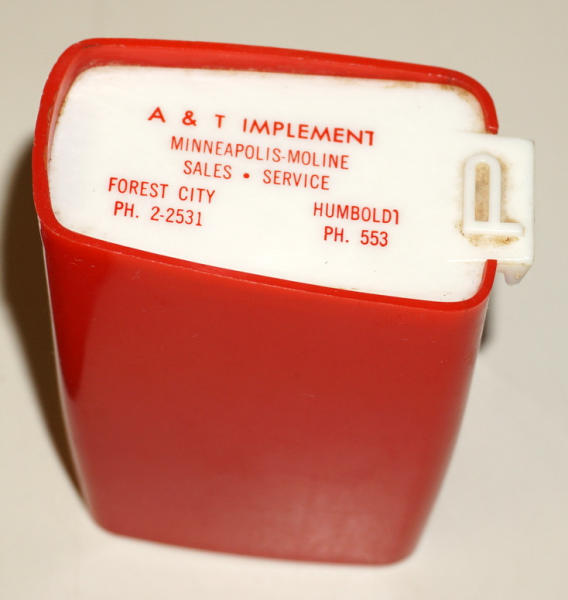 A & T IMPLEMENT
MINNEAPOLIS-MOLINE
SALES • SERVICE
FOREST CITY
PH. 2-2531
HUMBOLDT
PH. 553
P